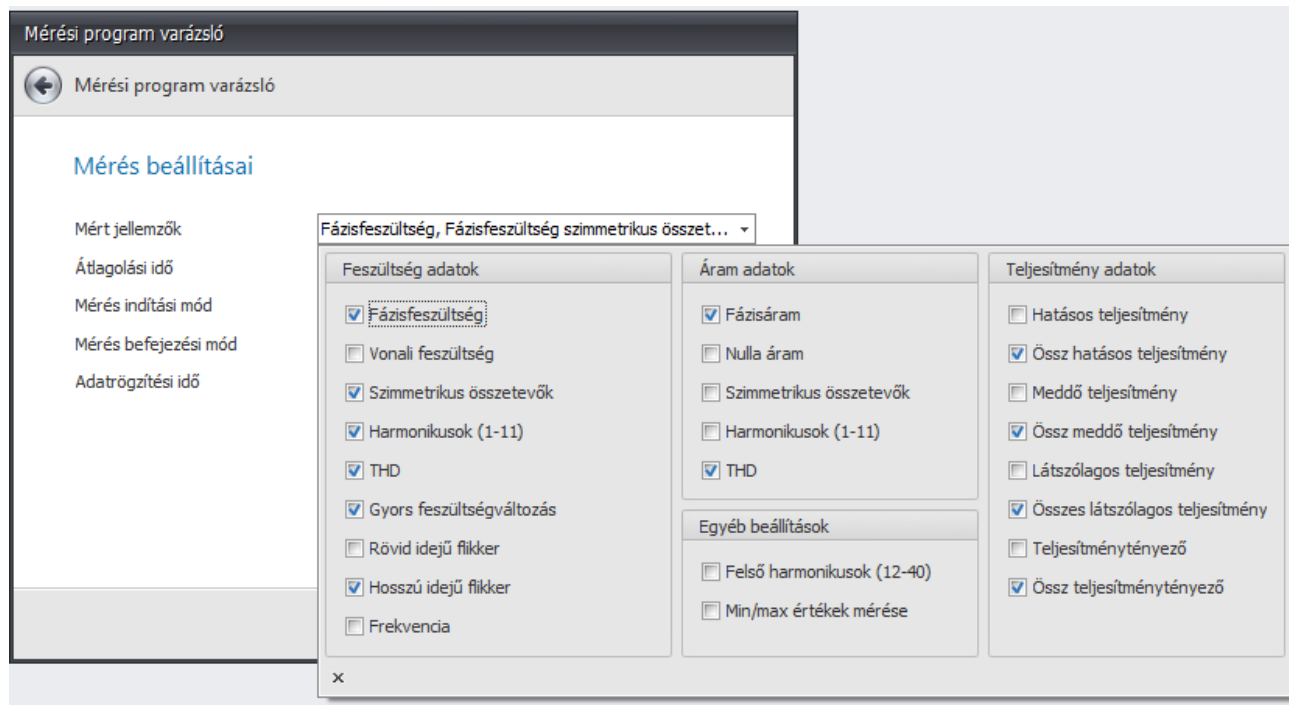 Mérési program varázsló
Mérési program varázsló
Mérés beállításai
Mért jellemzők
Fázisfeszültség, Fázisfeszültség szimmetrikus összet...
Átlagolási idő
Mérés indítási mód
Mérés befejezési mód
Adatrögzítési idő
Feszültség adatok
Fázisfeszültség
Vonali feszültség
Szimmetrikus összetevők
Harmonikusok (1-11)
THD
Gyors feszültségváltozás
Rövid idejű flikker
Hosszú idejű flikker
Frekvencia
Áram adatok
Fázisáram
Nulla áram
Szimmetrikus összetevők
Harmonikusok (1-11)
THD
Egyéb beállítások
Felső harmonikusok (12-40)
Min/max értékek mérése
Teljesítmény adatok
Hatásos teljesítmény
Össz hatásos teljesítmény
Meddő teljesítmény
Össz meddő teljesítmény
Látszólagos teljesítmény
Összes látszólagos teljesítmény
Teljesítménytényező
Össz teljesítménytényező